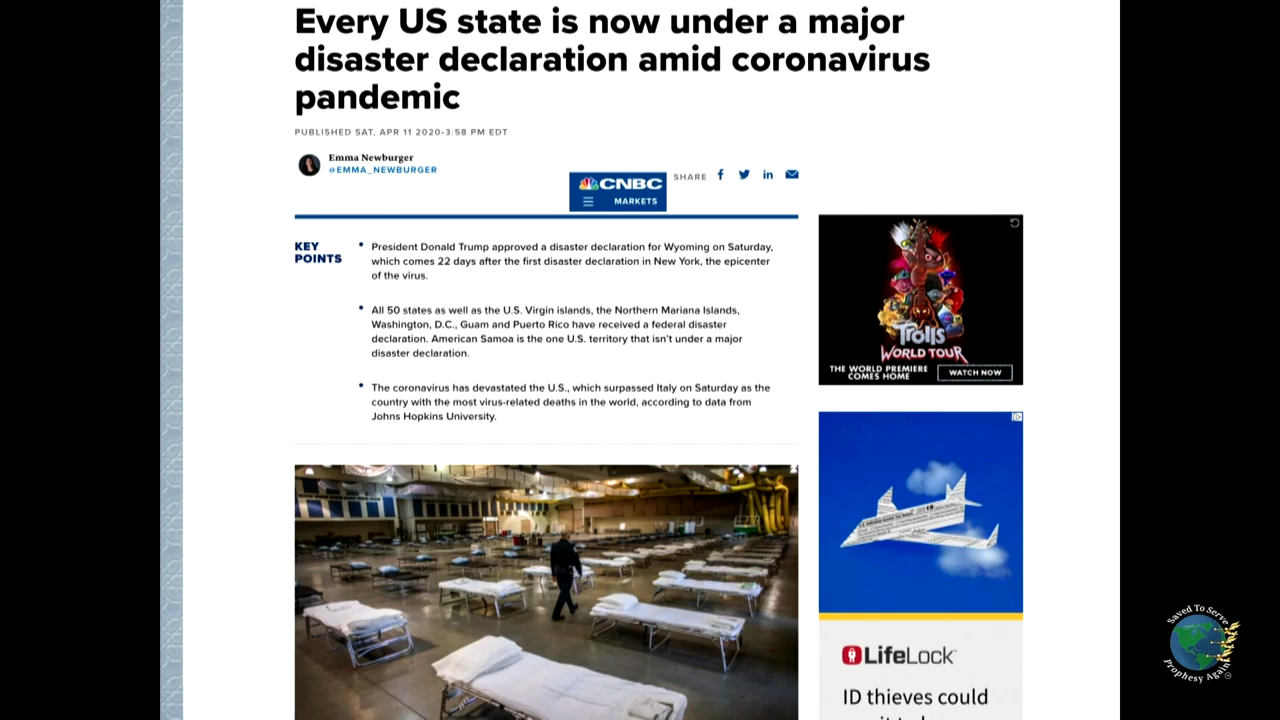 Every US state is now under a major
disaster declaration amid coronavirus
pandemic
PUBLISHED SAT, APR 11 2020•3:58 PM EDT
Emma Newburger
@EMMA_NEWBURGER
CNBC
MARKETS
SHARE
KEY
POINTS
• President Donald Trump approved a disaster declaration for Wyoming on Saturday,
which comes 22 days after the first disaster declaration in New York, the epicenter
of the virus.
• All 50 states as well as the U.S. Virgin islands, the Northern Mariana Islands,
Washington, D.C., Guam and Puerto Rico have received a federal disaster
declaration. American Samoa is the one U.S. territory that isn't under a major
disaster declaration.
• The coronavirus has devastated the U.S., which surpassed Italy on Saturday as the
country with the most virus-related deaths in the world, according to data from
Johns Hopkins University.
Trolls
WORLD TOUR
THE WORLD PREMIERE
COMES HOME
WATCH NOW
LifeLock
ID thieves could
Saved To Serve
Prophesy Again